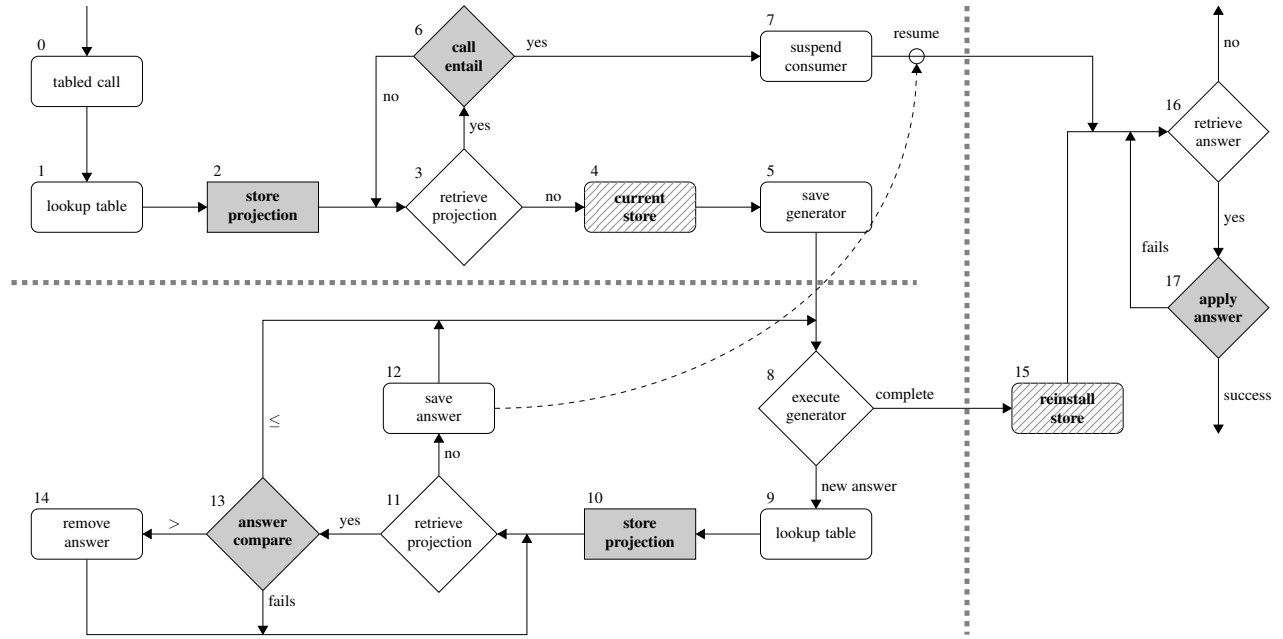 0
tabled call
1
lookup table
2
store
projection
3
retrieve
projection
yes
no
6
call
entail
yes
no
4
current
store
5
save
generator
7
suspend
consumer
resume
8
execute
generator
complete
new answer
9
lookup table
10
store
projection
11
retrieve
projection
no
yes
12
save
answer
13
answer
compare
≤
>
fails
14
remove
answer
15
reinstall
store
16
retrieve
answer
no
yes
17
apply
answer
fails
success